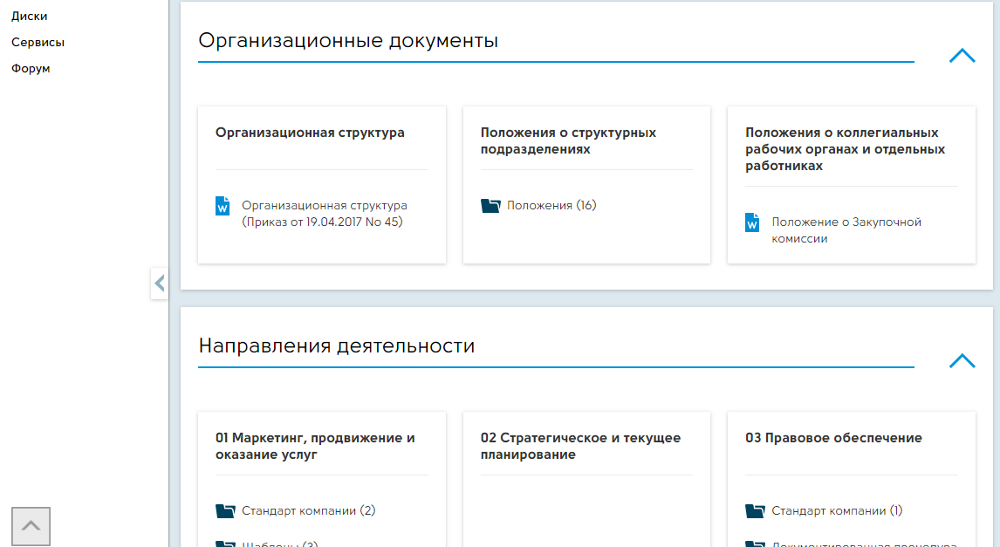 Диски
Сервисы
Форум
Организационные документы
Организационная структура
Организационная структура
(Приказ от 19.04.2017 No 45)
Положения о структурных
подразделениях
Положения (16)
Положения о коллегиальных
рабочих органах и отдельных
работниках
Положение о Закупочной
комиссии
Направления деятельности
01 Маркетинг, продвижение и
оказание услуг
Стандарт компании (2)
Шаблоны (3)
02 Стратегическое и текущее
планирование
03 Правовое обеспечение
Стандарт компании (1)
Документированная процедура